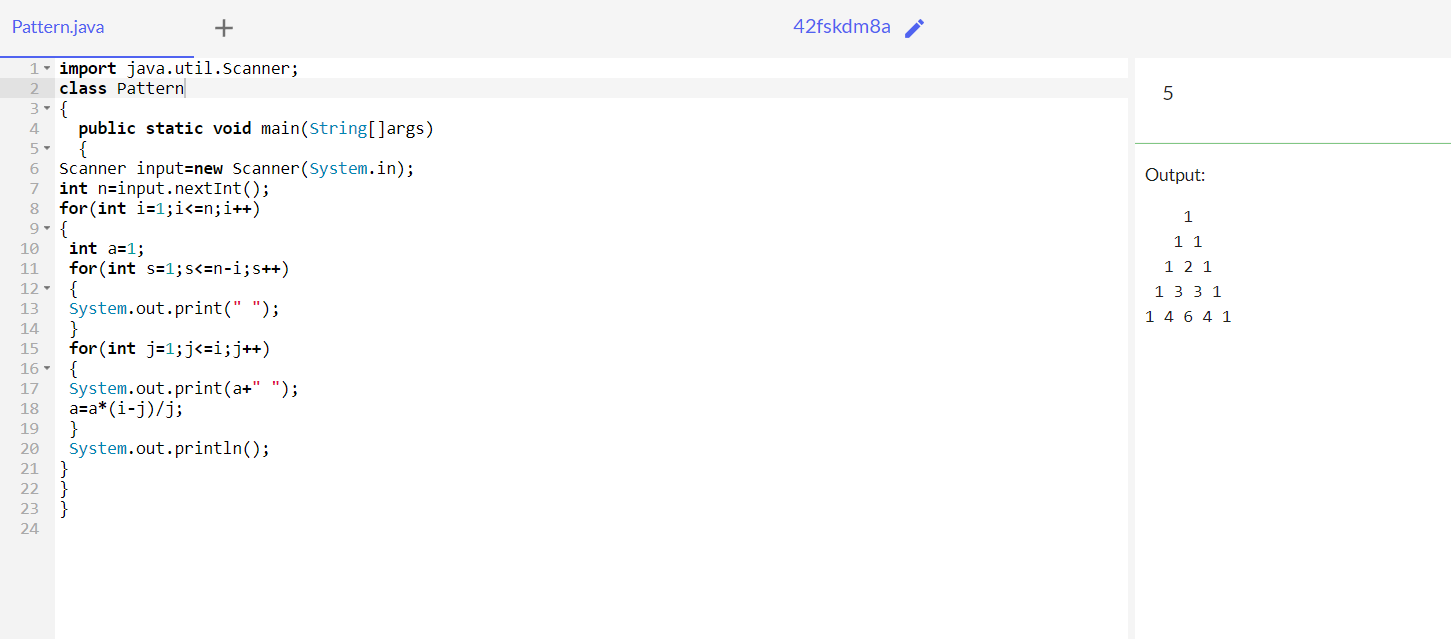 Pattern.java + 42fskdm8a
1 import java.util.Scanner;
2 class Pattern
3 {
4   public static void main(String[]args)
5   {
6 Scanner input=new Scanner(System.in);
7 int n=input.nextInt();
8 for(int i=1;i<=n;i++)
9 {
10  int a=1;
11  for(int s=1;s<=n-i;s++)
12  {
13  System.out.print(" ");
14  }
15  for(int j=1;j<=i;j++)
16  {
17  System.out.print(a+" ");
18  a=a*(i-j)/j;
19  }
20  System.out.println();
21 }
22 }
23 }
24
5
Output:
    1
   1 1
  1 2 1
 1 3 3 1
1 4 6 4 1